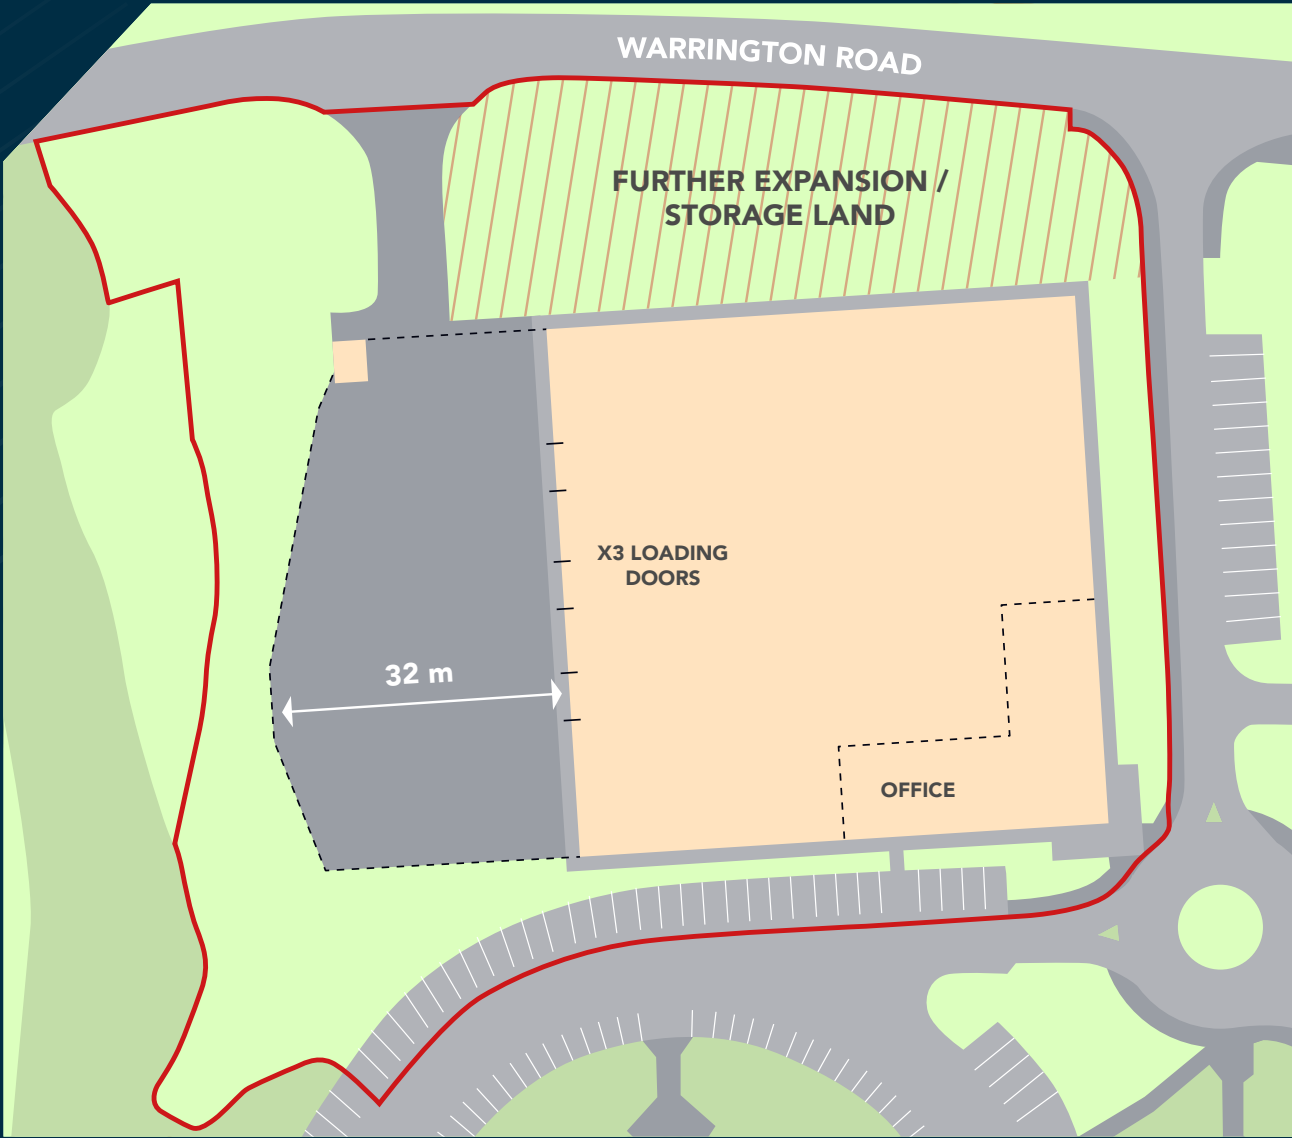 WARRINGTON ROAD
FURTHER EXPANSION /
STORAGE LAND
X3 LOADING
DOORS
32 m
OFFICE